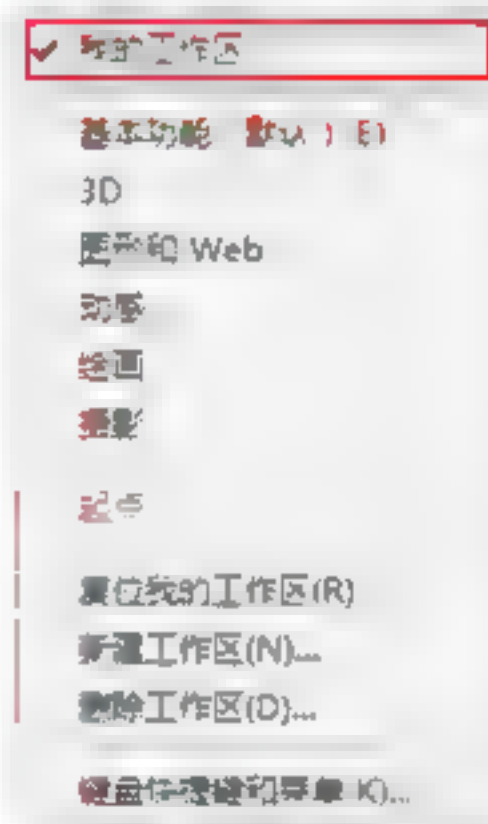 我的工作区
基本功能（默认）(E)
3D
图形和 Web
动感
绘画
摄影
起点
复位我的工作区(R)
新建工作区(N)...
删除工作区(D)...
键盘快捷键和菜单(K)...